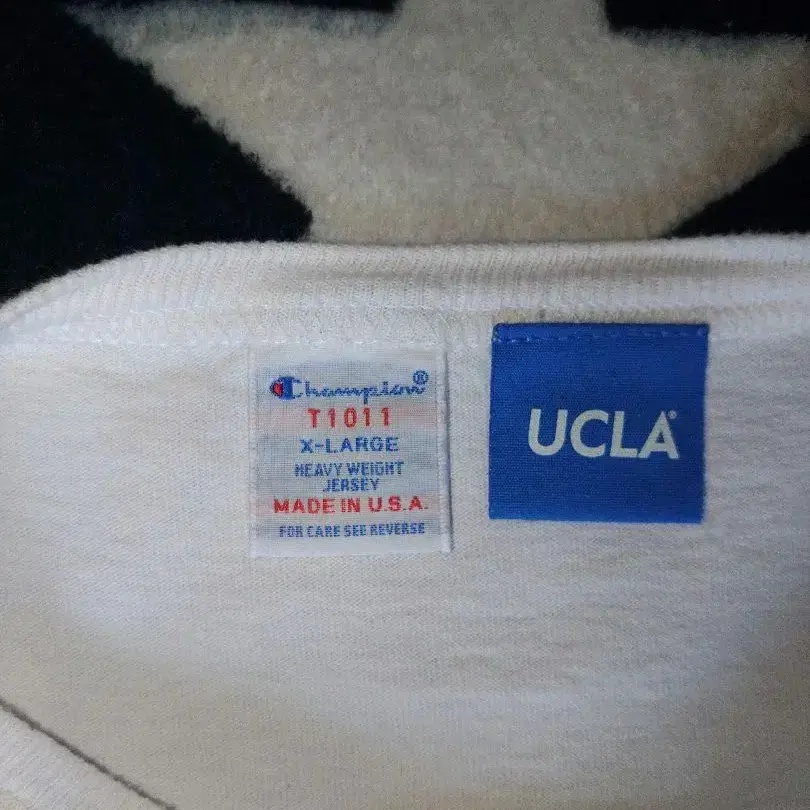 Champion®
T1011
X-LARGE
HEAVY WEIGHT
JERSEY
MADE IN U.S.A.
FOR CARE SEE REVERSE
UCLA®